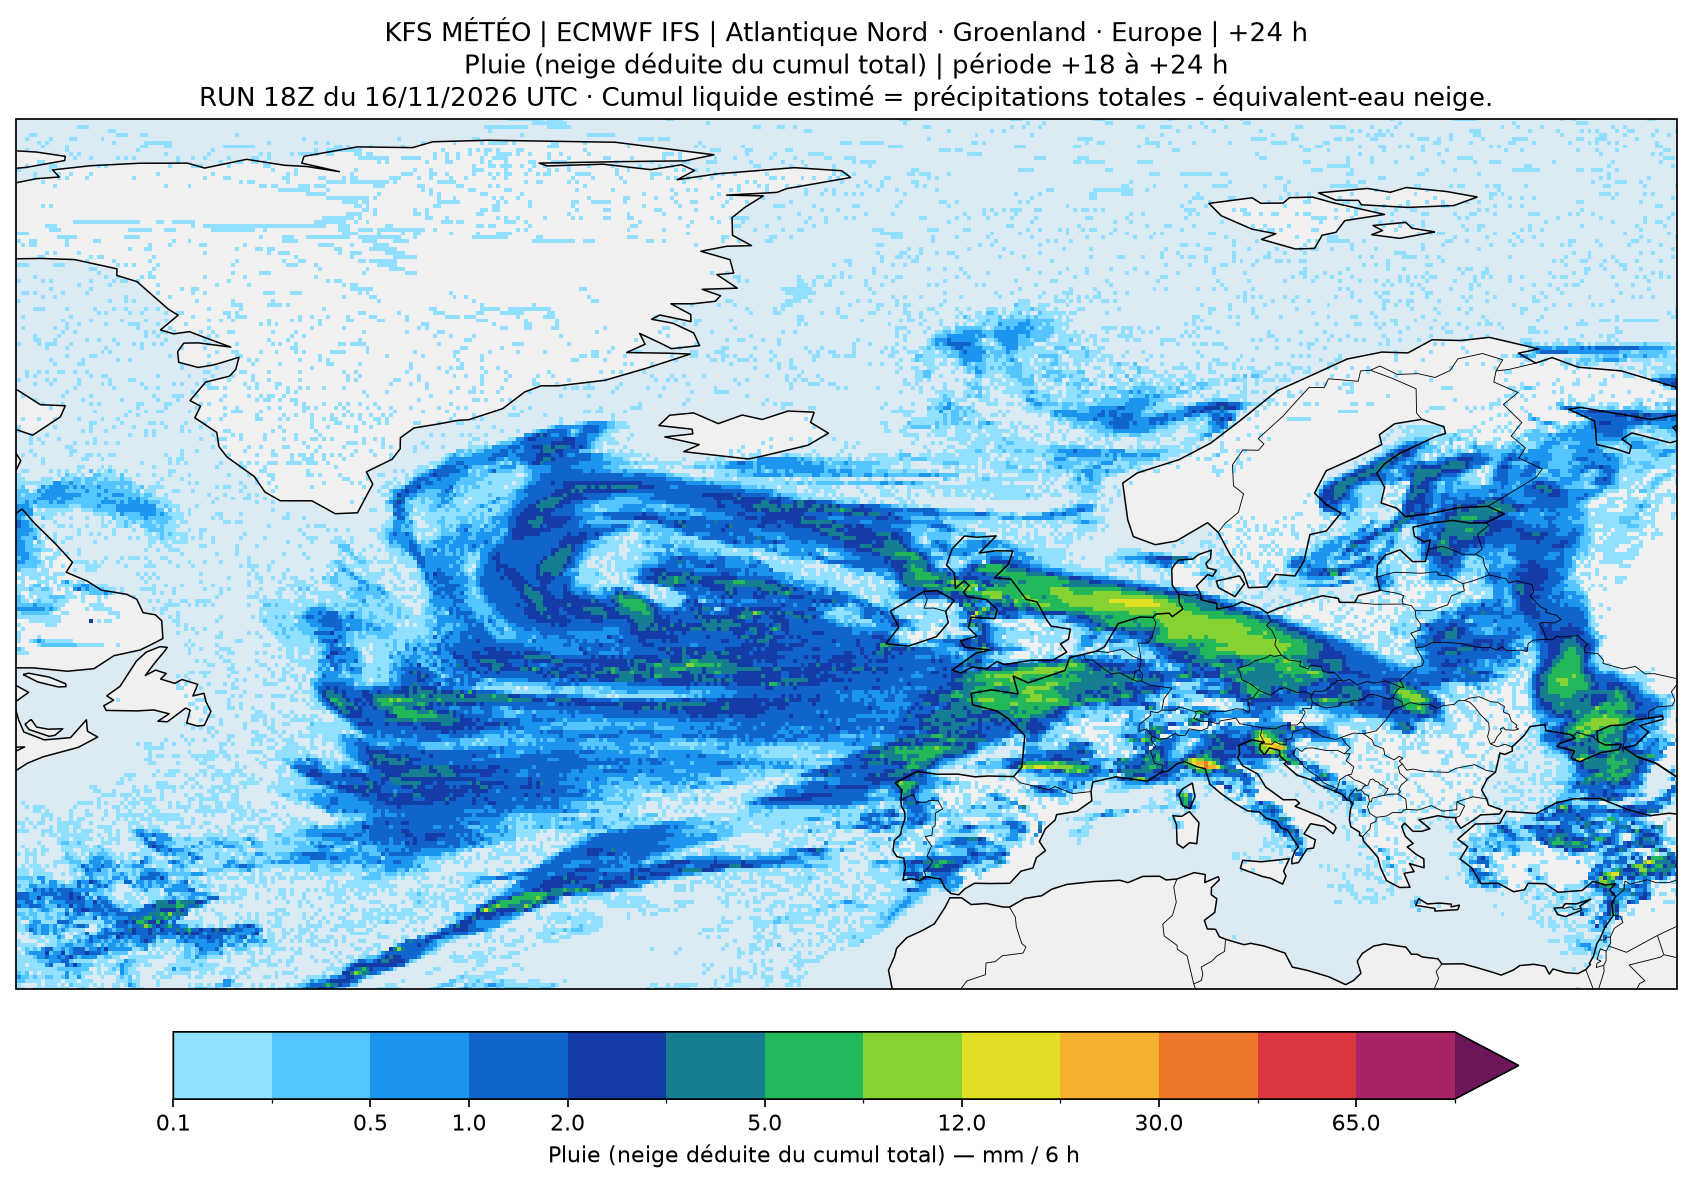 KFS MÉTÉO | ECMWF IFS | Atlantique Nord · Groenland · Europe | +24 h
Pluie (neige déduite du cumul total) | période +18 à +24 h
RUN 18Z du 16/11/2026 UTC · Cumul liquide estimé = précipitations totales - équivalent-eau neige.
0.1 0.5 1.0 2.0 5.0 12.0 30.0 65.0
Pluie (neige déduite du cumul total) — mm / 6 h